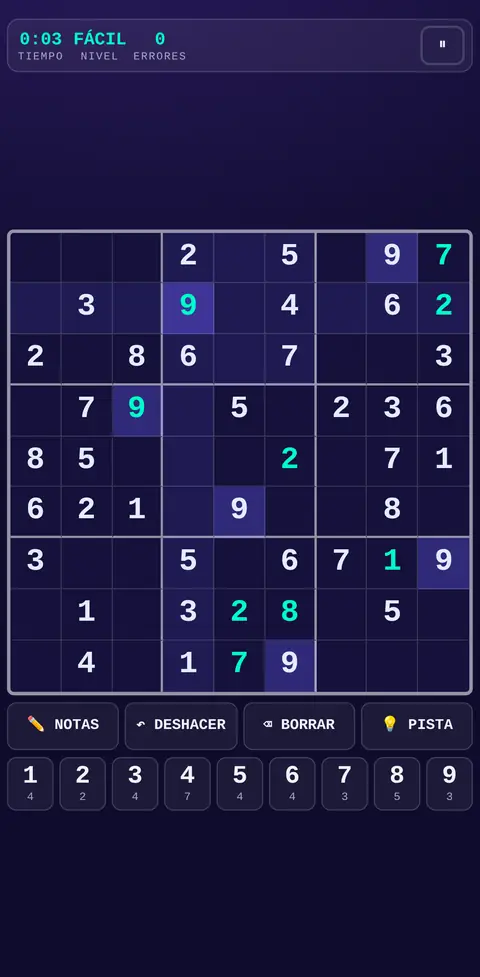 0:03 FÁCIL 0
TIEMPO NIVEL ERRORES
⏸
2 5 9 7
3 9 4 6 2
2 8 6 7 3
7 9 5 2 3 6
8 5 2 7 1
6 2 1 9 8
3 5 6 7 1 9
1 3 2 8 5
4 1 7 9
✏️ NOTAS ↶ DESHACER ⌫ BORRAR 💡 PISTA
1 2 3 4 5 6 7 8 9
4 2 4 7 4 4 3 5 3